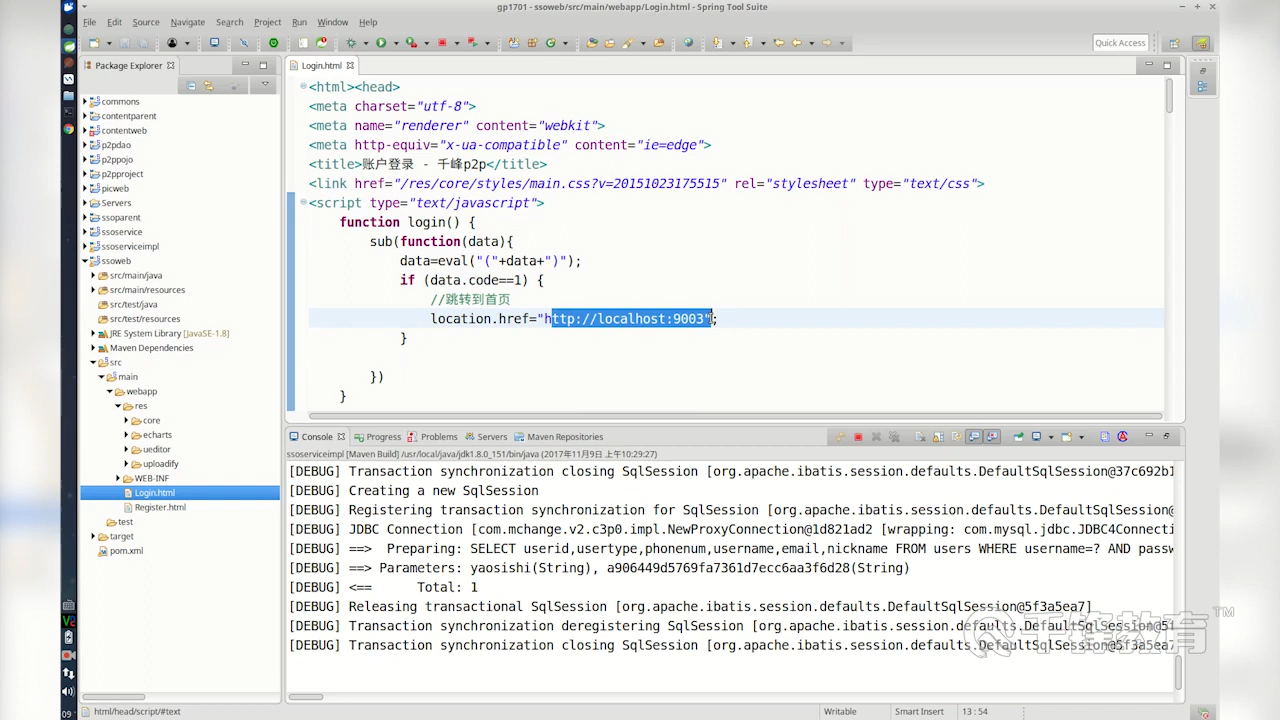 gp1701 - ssoweb/src/main/webapp/Login.html - Spring Tool Suite
File Edit Source Navigate Search Project Run Window Help
Quick Access
Package Explorer
commons
contentparent
contentweb
p2pdao
p2ppojo
p2pproject
picweb
Servers
ssoparent
ssoservice
ssoserviceimpl
ssoweb
src/main/java
src/main/resources
src/test/java
src/test/resources
JRE System Library [JavaSE-1.8]
Maven Dependencies
src
main
webapp
res
core
echarts
ueditor
uploadify
WEB-INF
Login.html
Register.html
test
target
pom.xml
Login.html
<html><head>
<meta charset="utf-8">
<meta name="renderer" content="webkit">
<meta http-equiv="x-ua-compatible" content="ie=edge">
<title>账户登录 - 千峰p2p</title>
<link href="/res/core/styles/main.css?v=20151023175515" rel="stylesheet" type="text/css">
<script type="text/javascript">
function login() {
sub(function(data){
data=eval("("+data+")");
if (data.code==1) {
//跳转到首页
location.href="http://localhost:9003";
}
})
}
Console Progress Problems Servers Maven Repositories
ssoserviceimpl [Maven Build] /usr/local/java/jdk1.8.0_151/bin/java (2017年11月9日 上午10:29:27)
[DEBUG] Transaction synchronization closing SqlSession [org.apache.ibatis.session.defaults.DefaultSqlSession@37c692b1
[DEBUG] Creating a new SqlSession
[DEBUG] Registering transaction synchronization for SqlSession [org.apache.ibatis.session.defaults.DefaultSqlSession@
[DEBUG] JDBC Connection [com.mchange.v2.c3p0.impl.NewProxyConnection@1d821ad2 [wrapping: com.mysql.jdbc.JDBC4Connecti
[DEBUG] ==> Preparing: SELECT userid,usertype,phonenum,username,email,nickname FROM users WHERE username=? AND passw
[DEBUG] ==> Parameters: yaosishi(String), a906449d5769fa7361d7ecc6aa3f6d28(String)
[DEBUG] <== Total: 1
[DEBUG] Releasing transactional SqlSession [org.apache.ibatis.session.defaults.DefaultSqlSession@5f3a5ea7]
[DEBUG] Transaction synchronization deregistering SqlSession [org.apache.ibatis.session.defaults.DefaultSqlSession@5f
[DEBUG] Transaction synchronization closing SqlSession [org.apache.ibatis.session.defaults.DefaultSqlSession@5f3a5ea7
千锋教育™
html/head/script/#text
Writable
Smart Insert
13 : 54
09